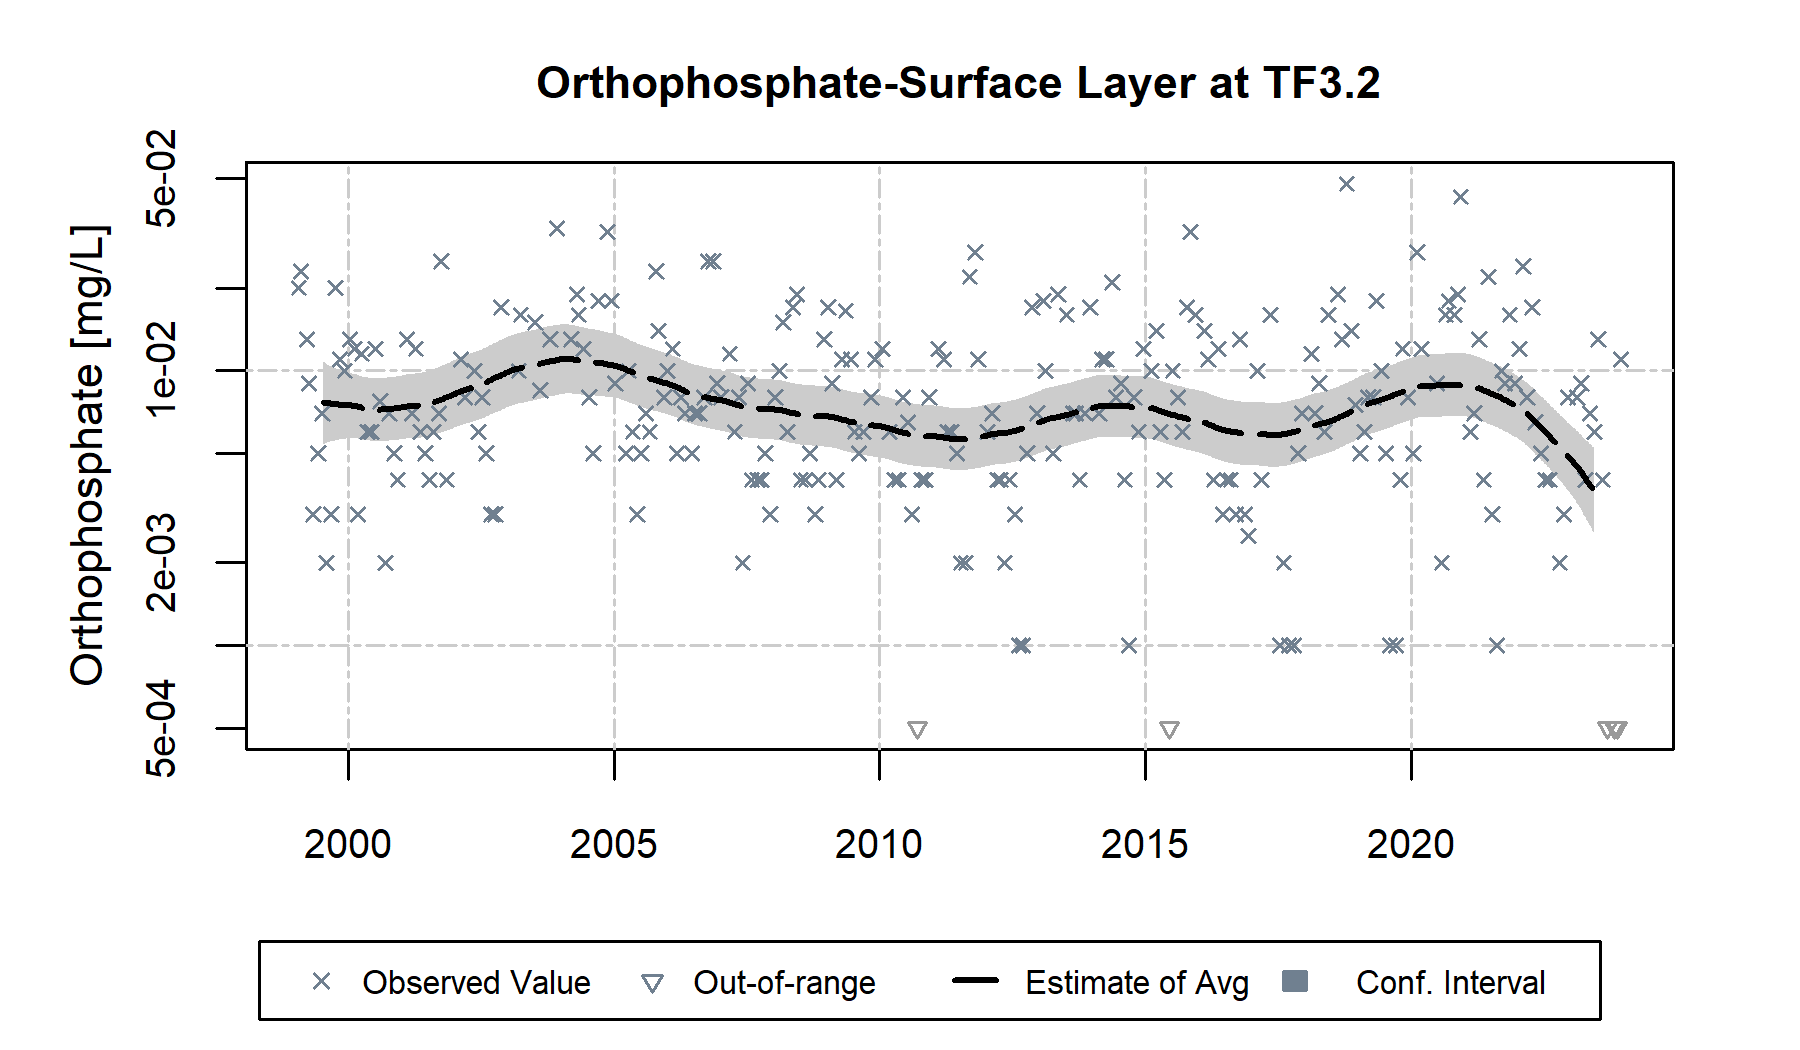 Orthophosphate-Surface Layer at TF3.2
Orthophosphate [mg/L]
5e-02
1e-02
2e-03
5e-04
2000 2005 2010 2015 2020
Observed Value Out-of-range Estimate of Avg Conf. Interval